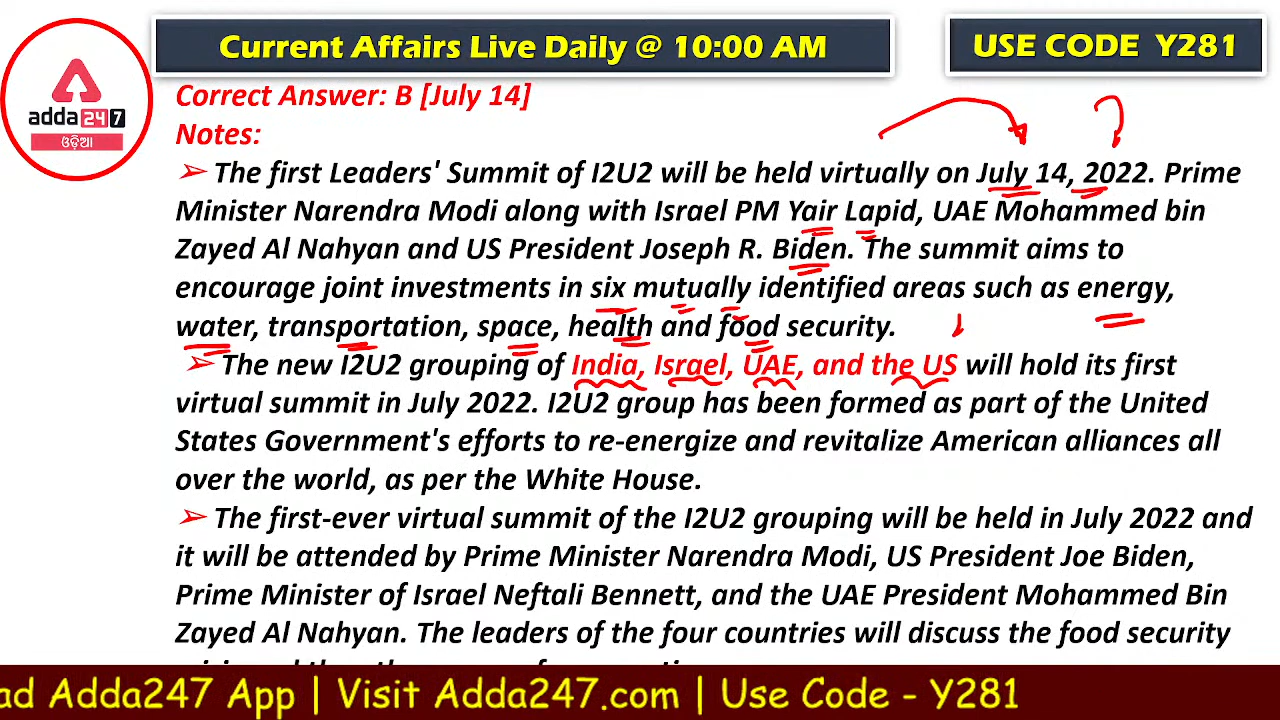 Current Affairs Live Daily @ 10:00 AM
USE CODE Y281
adda247
ଓଡ଼ିଆ
Correct Answer: B [July 14]
Notes:
➢ The first Leaders' Summit of I2U2 will be held virtually on July 14, 2022. Prime
Minister Narendra Modi along with Israel PM Yair Lapid, UAE Mohammed bin
Zayed Al Nahyan and US President Joseph R. Biden. The summit aims to
encourage joint investments in six mutually identified areas such as energy,
water, transportation, space, health and food security.
➢ The new I2U2 grouping of India, Israel, UAE, and the US will hold its first
virtual summit in July 2022. I2U2 group has been formed as part of the United
States Government's efforts to re-energize and revitalize American alliances all
over the world, as per the White House.
➢ The first-ever virtual summit of the I2U2 grouping will be held in July 2022 and
it will be attended by Prime Minister Narendra Modi, US President Joe Biden,
Prime Minister of Israel Neftali Bennett, and the UAE President Mohammed Bin
Zayed Al Nahyan. The leaders of the four countries will discuss the food security
ad Adda247 App | Visit Adda247.com | Use Code - Y281